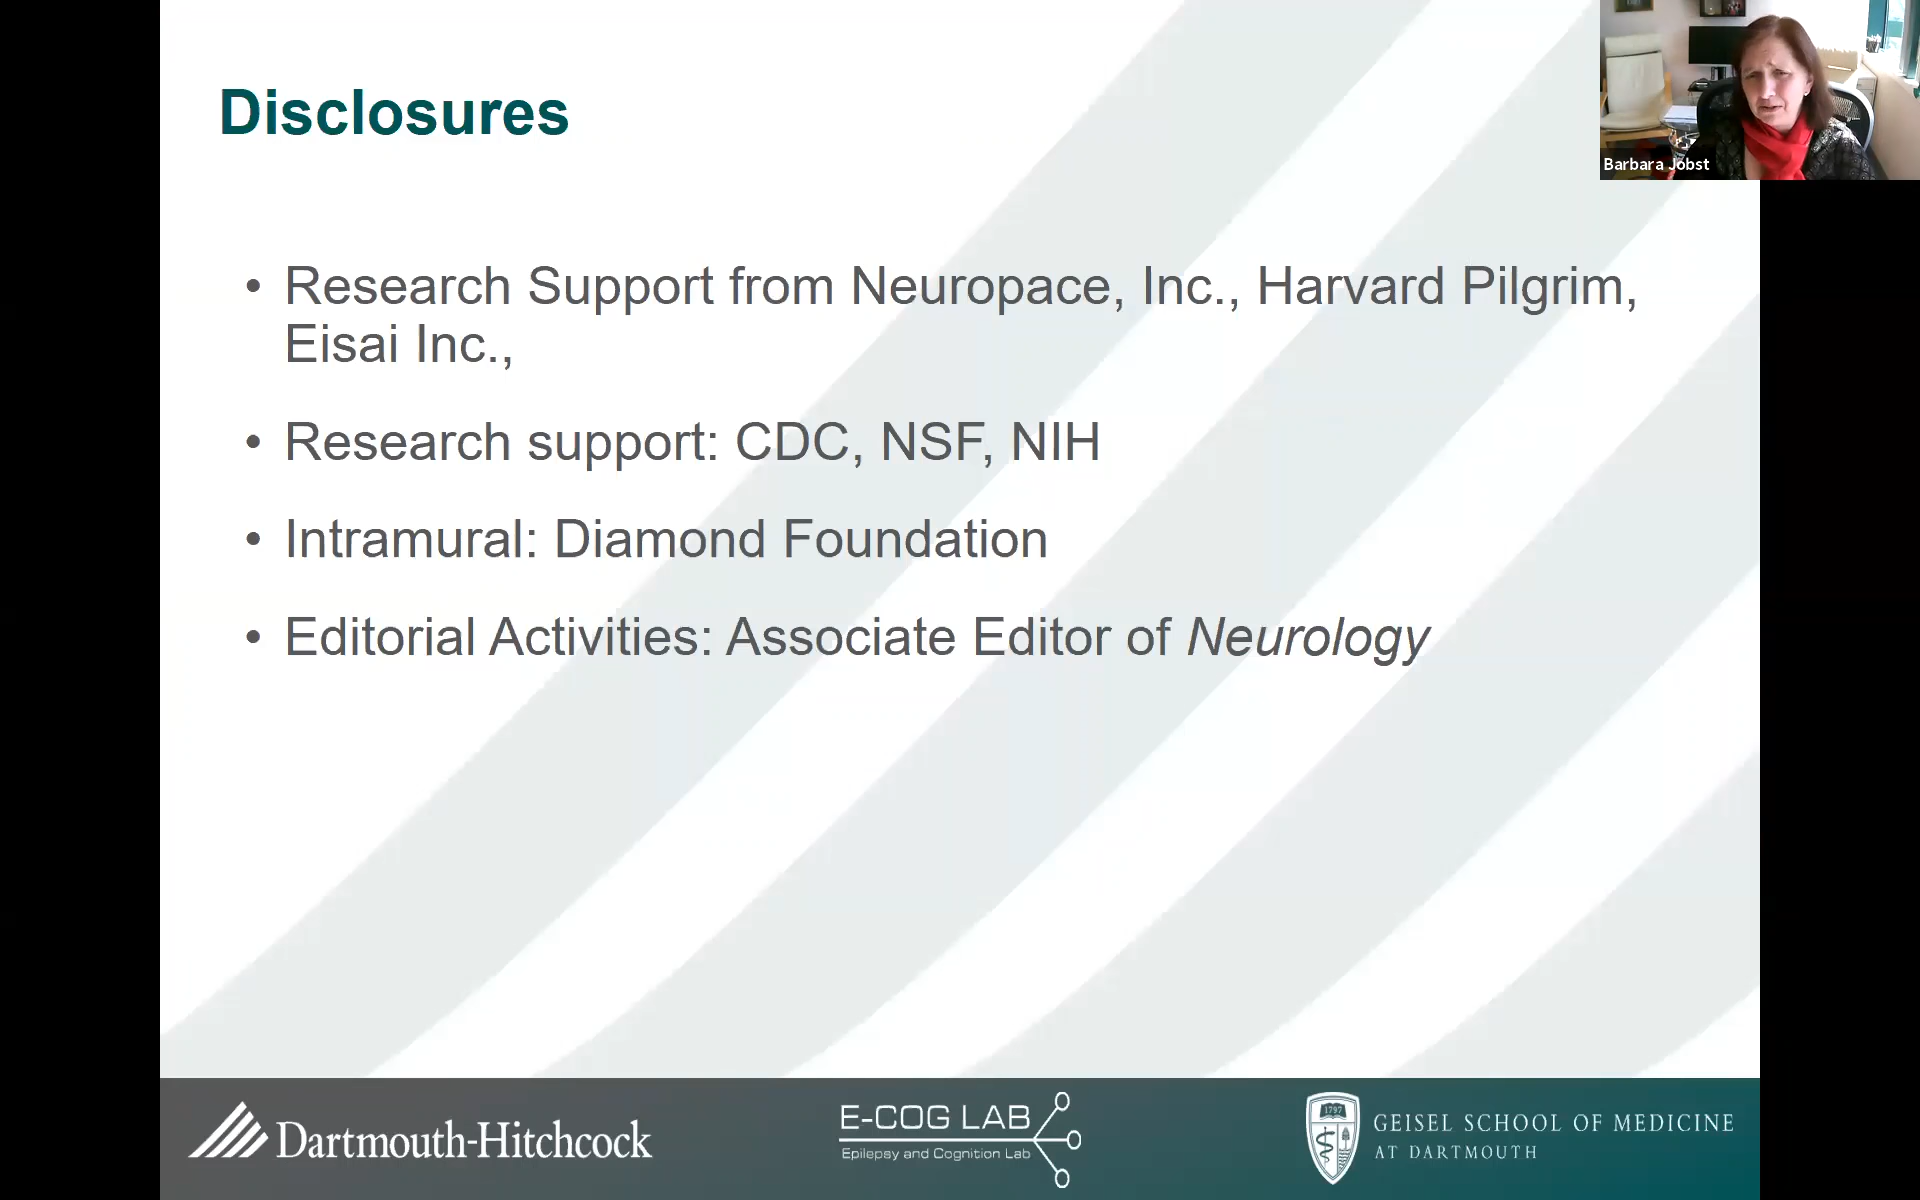 Disclosures
Barbara Jobst
• Research Support from Neuropace, Inc., Harvard Pilgrim,
Eisai Inc.,
• Research support: CDC, NSF, NIH
• Intramural: Diamond Foundation
• Editorial Activities: Associate Editor of Neurology
Dartmouth-Hitchcock
E-COG LAB
Epilepsy and Cognition Lab
1797
GEISEL SCHOOL OF MEDICINE
AT DARTMOUTH